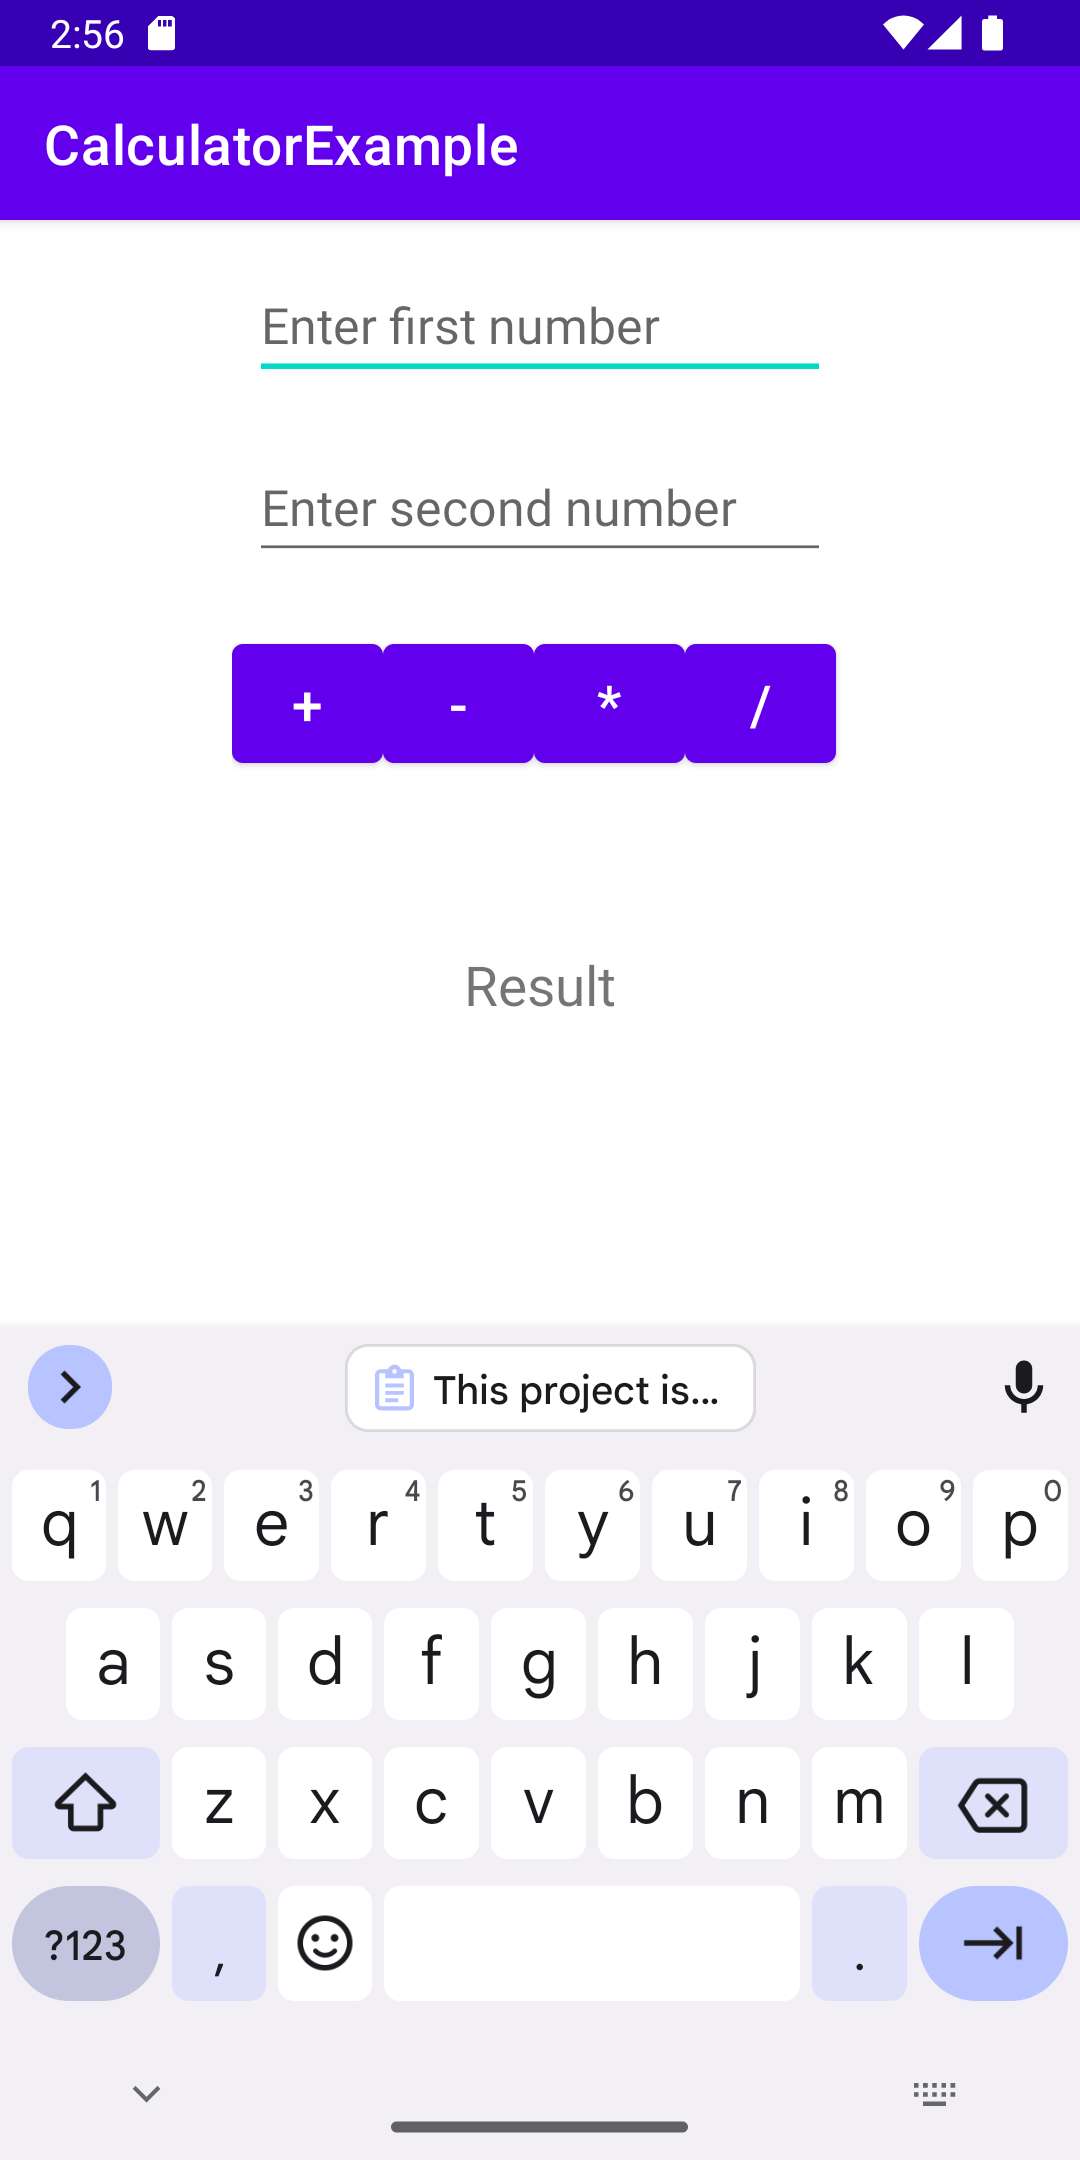 2:56
CalculatorExample
Enter first number
Enter second number
+ - * /
Result
This project is...
q 1 w 2 e 3 r 4 t 5 y 6 u 7 i 8 o 9 p 0
a s d f g h j k l
z x c v b n m
?123 , .